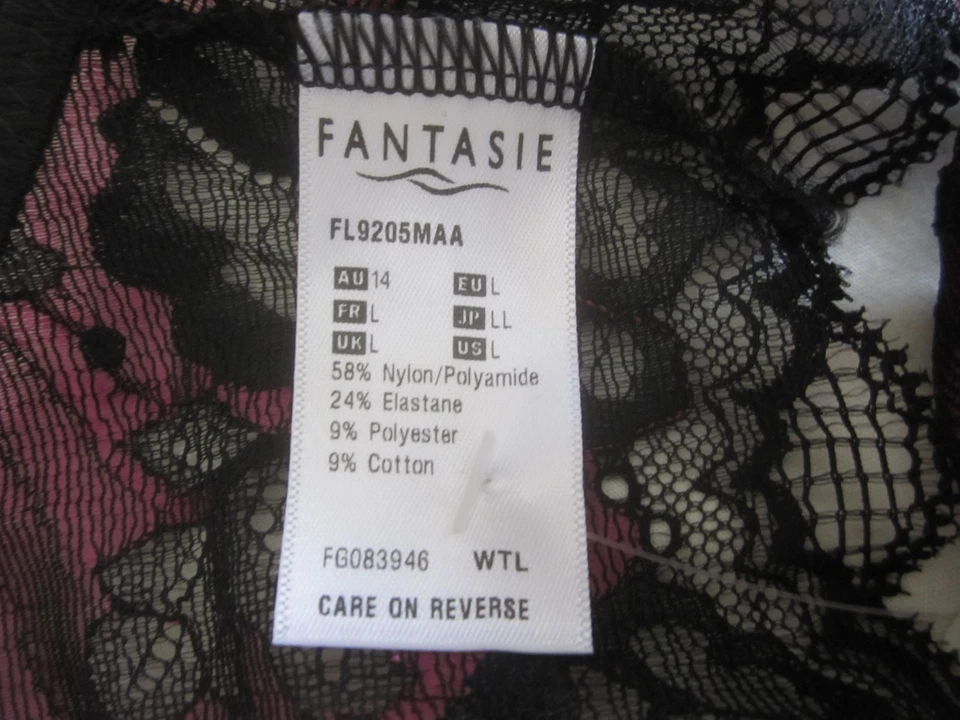 FANTASIE
FL9205MAA
AU 14 EU L
FR L JP LL
UK L US L
58% Nylon/Polyamide
24% Elastane
9% Polyester
9% Cotton
FG083946 WTL
CARE ON REVERSE